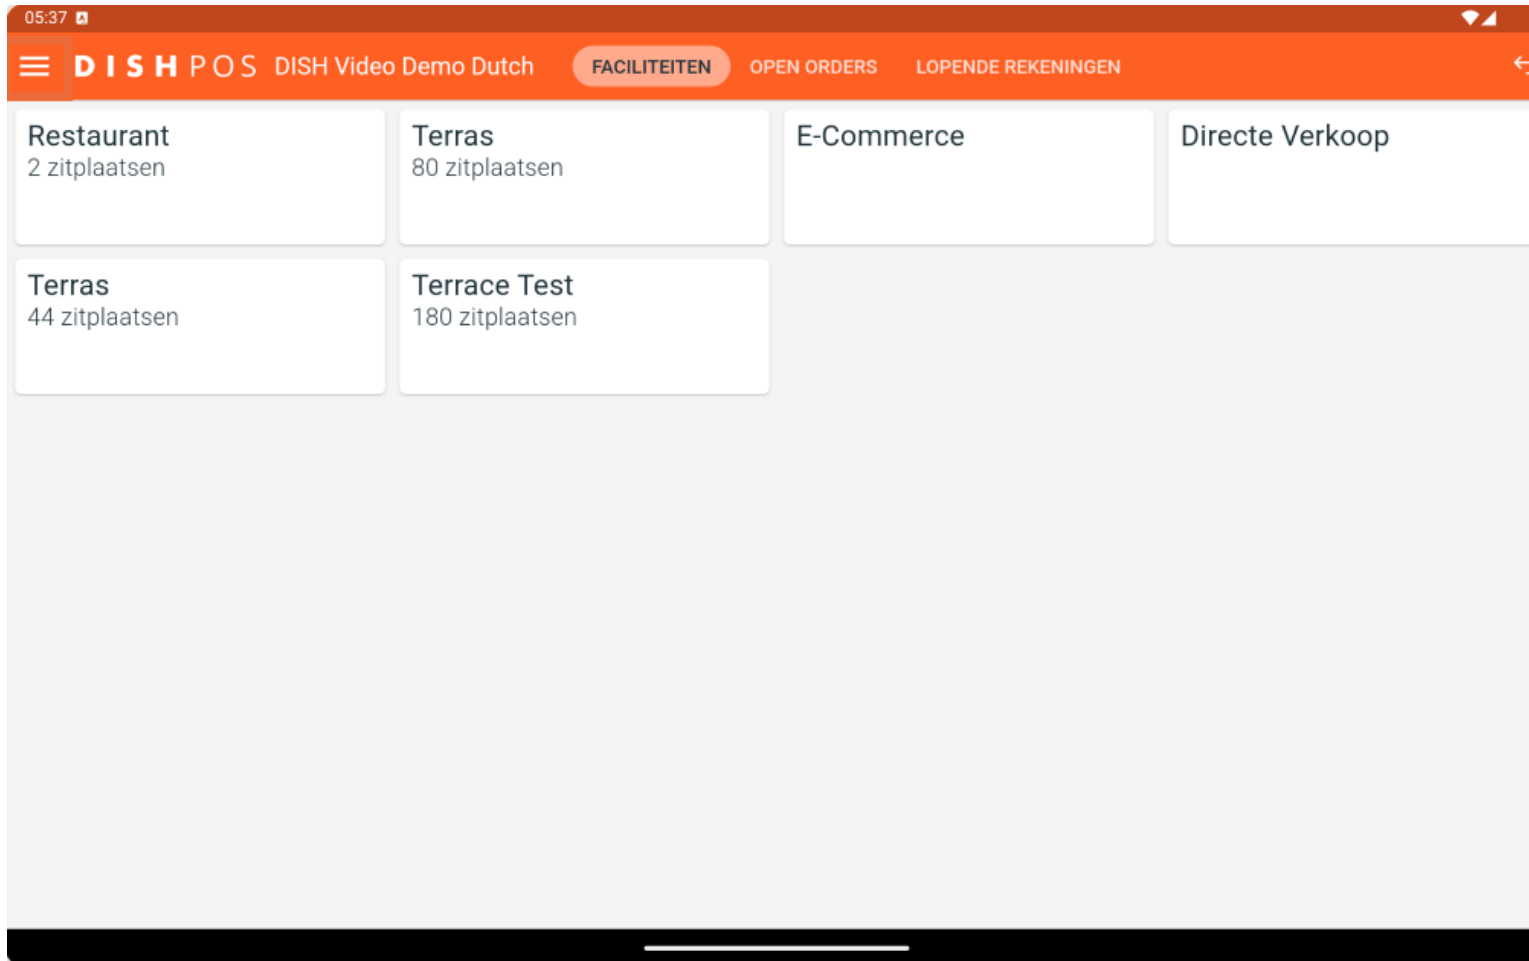 05:37
DISH POS DISH Video Demo Dutch FACILITEITEN OPEN ORDERS LOPENDE REKENINGEN
Restaurant
2 zitplaatsen
Terras
80 zitplaatsen
E-Commerce
Directe Verkoop
Terras
44 zitplaatsen
Terrace Test
180 zitplaatsen